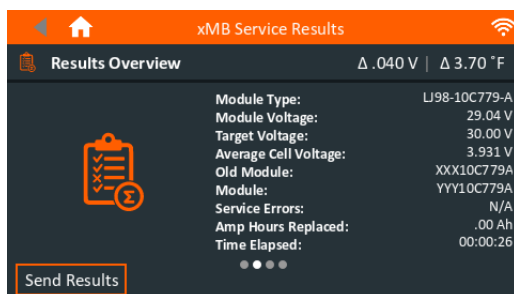 xMB Service Results
Results Overview Δ .040 V | Δ 3.70 °F
Module Type: LJ98-10C779-A
Module Voltage: 29.04 V
Target Voltage: 30.00 V
Average Cell Voltage: 3.931 V
Old Module: XXX10C779A
Module: YYY10C779A
Service Errors: N/A
Amp Hours Replaced: .00 Ah
Time Elapsed: 00:00:26
Send Results